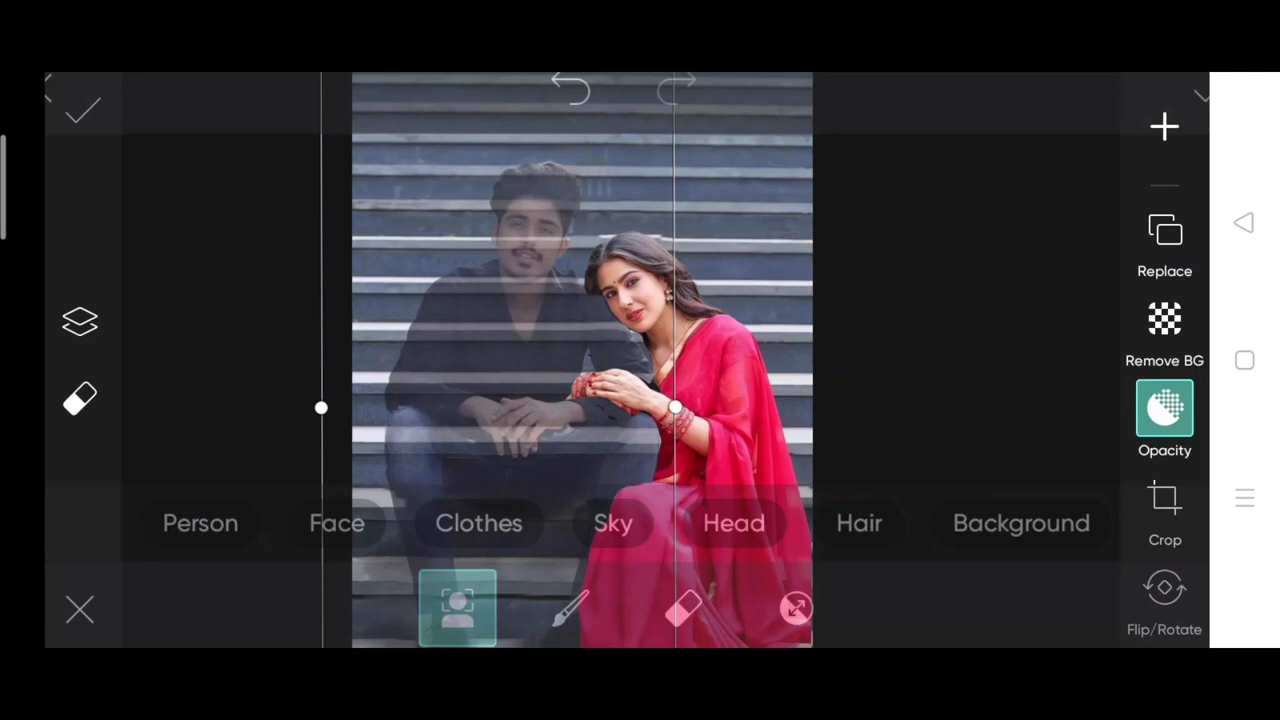 Replace
Remove BG
Opacity
Person Face Clothes Sky Head Hair Background
Crop
Flip/Rotate